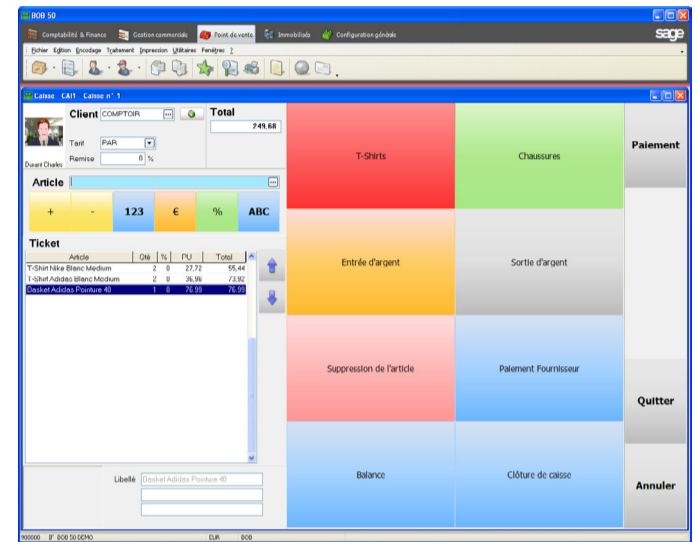 BOB 50
Comptabilité & Finance Gestion commerciale Point de vente Immobilisés Configuration générale
sage
Fichier Edition Encodage Traitement Impression Utilitaires Fenêtres ?
Caisse CAI1 Caisse n° 1
Client COMPTOIR ... Total
249,68
Tarif PAR
Durant Charles Remise 0 %
Article ...
+ - 123 € % ABC
Ticket
Article Qté % PU Total
T-Shirt Nike Blanc Medium 2 0 27,72 55,44
T-Shirt Adidas Blanc Medium 2 0 36,96 73,92
Basket Adidas Pointure 40 1 0 76.99 76.99
Libellé Basket Adidas Pointure 40
T-Shirts Chaussures
Entrée d'argent Sortie d'argent
Suppression de l'article Paiement Fournisseur
Balance Clôture de caisse
Paiement
Quitter
Annuler
900000 BOB 50 DEMO EUR BOB